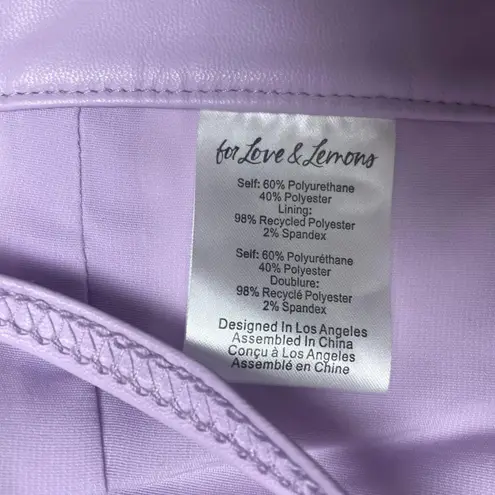 for Love & Lemons
Self: 60% Polyurethane
40% Polyester
Lining:
98% Recycled Polyester
2% Spandex
Self: 60% Polyuréthane
40% Polyester
Doublure:
98% Recyclé Polyester
2% Spandex
Designed In Los Angeles
Assembled In China
Conçu à Los Angeles
Assemblé en Chine